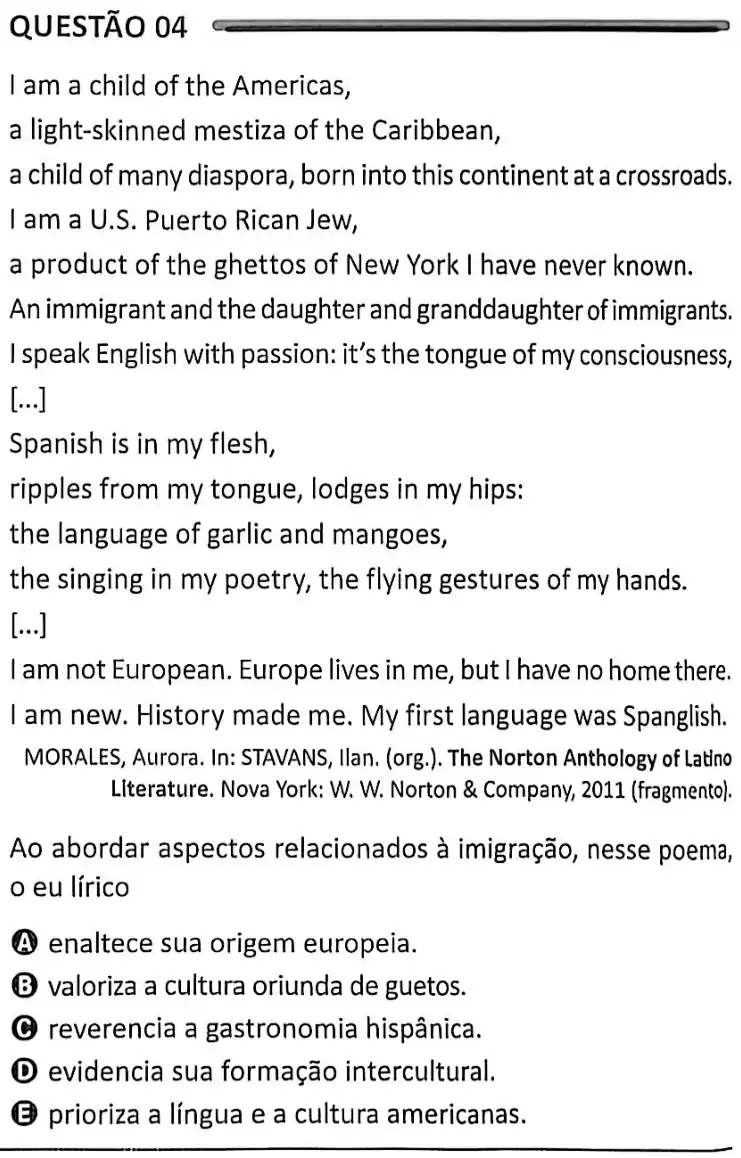 QUESTÃO 04
I am a child of the Americas,
a light-skinned mestiza of the Caribbean,
a child of many diaspora, born into this continent at a crossroads.
I am a U.S. Puerto Rican Jew,
a product of the ghettos of New York I have never known.
An immigrant and the daughter and granddaughter of immigrants.
I speak English with passion: it's the tongue of my consciousness,
[...]
Spanish is in my flesh,
ripples from my tongue, lodges in my hips:
the language of garlic and mangoes,
the singing in my poetry, the flying gestures of my hands.
[...]
I am not European. Europe lives in me, but I have no home there.
I am new. History made me. My first language was Spanglish.
MORALES, Aurora. In: STAVANS, Ilan. (org.). The Norton Anthology of Latino
Literature. Nova York: W. W. Norton & Company, 2011 (fragmento).
Ao abordar aspectos relacionados à imigração, nesse poema,
o eu lírico
A enaltece sua origem europeia.
B valoriza a cultura oriunda de guetos.
C reverencia a gastronomia hispânica.
D evidencia sua formação intercultural.
E prioriza a língua e a cultura americanas.